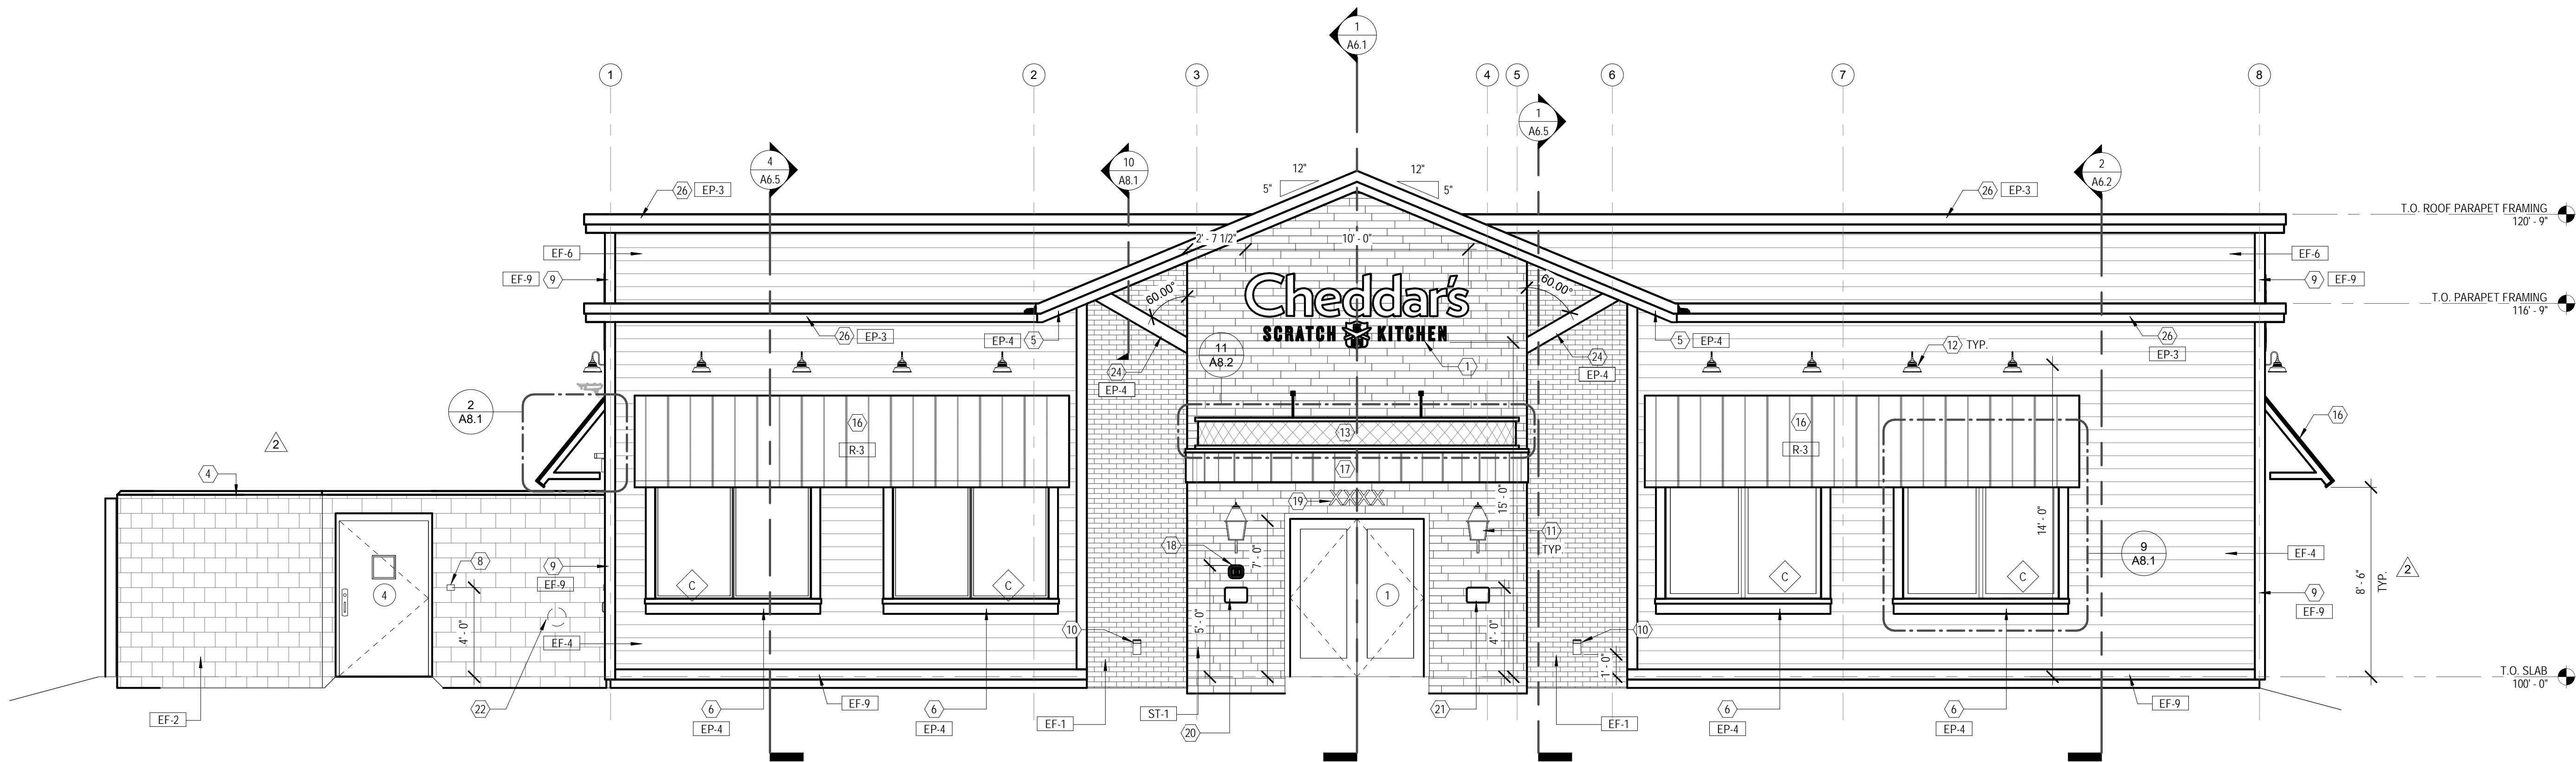 1
A6.1
1
2
3
4
5
6
7
8
1
A6.5
4
A6.5
10
A8.1
2
A6.2
12"
5"
12"
5"
26 EP-3
26 EP-3
T.O. ROOF PARAPET FRAMING
120' - 9"
2' - 7 1/2"
10' - 0"
EF-6
EF-6
EF-9 9
9 EF-9
60.00°
60.00°
Cheddar's
SCRATCH KITCHEN
T.O. PARAPET FRAMING
116' - 9"
26 EP-3
EP-4 5
5 EP-4
26
EP-3
12 TYP.
11
A8.2
24
EP-4
1
24
EP-4
2
A8.1
16
R-3
13
17
16
R-3
16
2
4
19
15' - 0"
14' - 0"
18
7' - 0"
11
TYP
9
A8.1
EF-4
8
9
EF-9
4
C
C
1
C
C
8' - 6"
TYP.
2
9
EF-9
4' - 0"
5' - 0"
4' - 0"
10
10
EF-4
1' - 0"
T.O. SLAB
100' - 0"
EF-2
22
6
EP-4
EF-9
6
EP-4
EF-1
ST-1
20
21
EF-1
6
EP-4
6
EP-4
EF-9